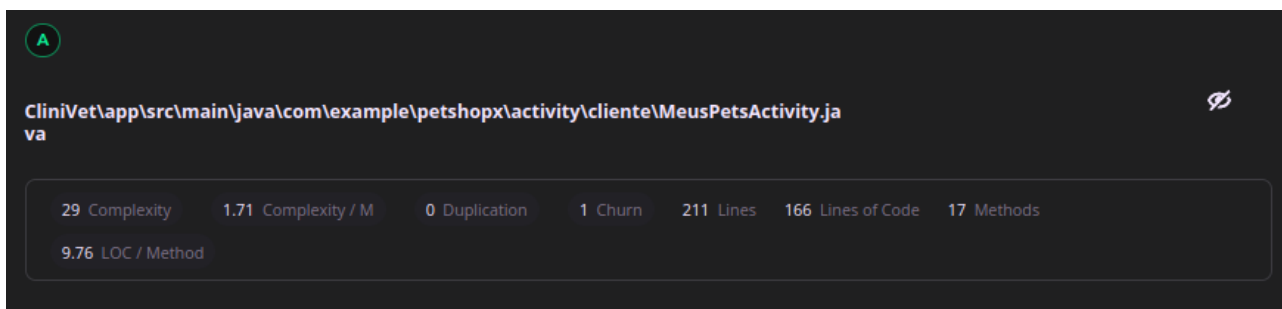 A
CliniVet\app\src\main\java\com\example\petshopx\activity\cliente\MeusPetsActivity.ja
va
29 Complexity 1.71 Complexity / M 0 Duplication 1 Churn 211 Lines 166 Lines of Code 17 Methods
9.76 LOC / Method